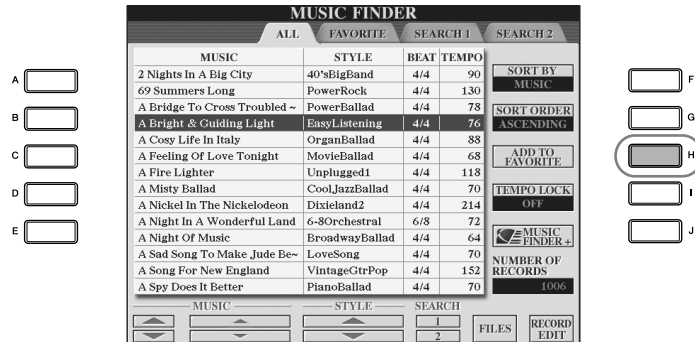 MUSIC FINDER
ALL FAVORITE SEARCH 1 SEARCH 2
MUSIC STYLE BEAT TEMPO
2 Nights In A Big City 40'sBigBand 4/4 90
69 Summers Long PowerRock 4/4 130
A Bridge To Cross Troubled ~ PowerBallad 4/4 78
A Bright & Guiding Light EasyListening 4/4 76
A Cosy Life In Italy OrganBallad 4/4 88
A Feeling Of Love Tonight MovieBallad 4/4 68
A Fire Lighter Unplugged1 4/4 118
A Misty Ballad CoolJazzBallad 4/4 70
A Nickel In The Nickelodeon Dixieland2 4/4 214
A Night In A Wonderful Land 6-8Orchestral 6/8 72
A Night Of Music BroadwayBallad 4/4 64
A Sad Song To Make Jude Be~ LoveSong 4/4 70
A Song For New England VintageGtrPop 4/4 152
A Spy Does It Better PianoBallad 4/4 70
SORT BY
MUSIC
SORT ORDER
ASCENDING
ADD TO
FAVORITE
TEMPO LOCK
OFF
MUSIC
FINDER +
NUMBER OF
RECORDS
1006
MUSIC STYLE SEARCH
1
2
FILES
RECORD
EDIT
A
B
C
D
E
F
G
H
I
J